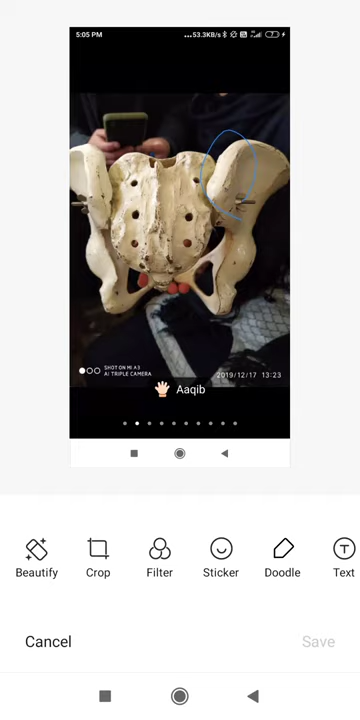 5:05 PM
...53.3KB/s
7
SHOT ON MI A3
AI TRIPLE CAMERA
2019/12/17 13:23
Aaqib
Beautify
Crop
Filter
Sticker
Doodle
Text
Cancel
Save